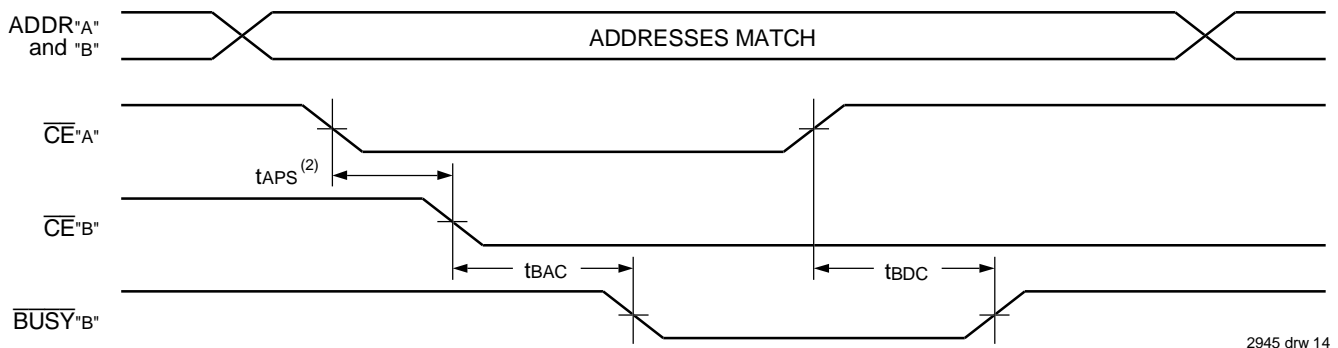 ADDR"A"
and "B"
ADDRESSES MATCH
CE"A"
tAPS(2)
CE"B"
tBAC
tBDC
BUSY"B"
2945 drw 14